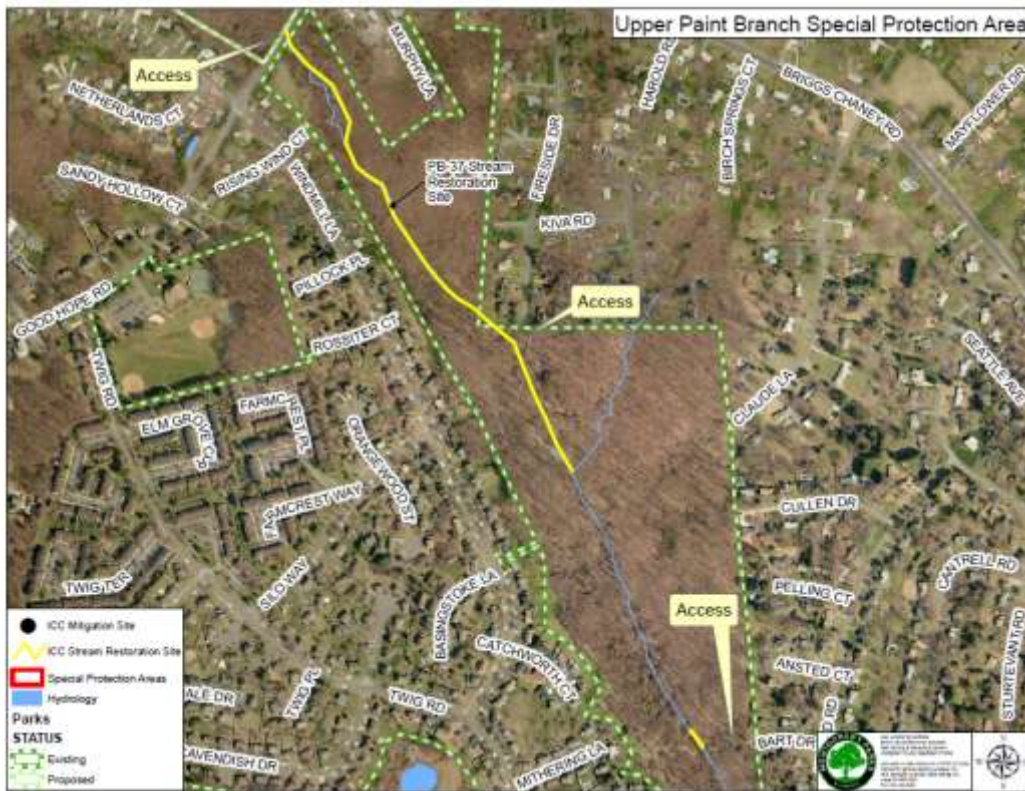 Upper Paint Branch Special Protection Area
Access
MURPHY LA
HAROLD RD
BRIGGS CHANEY RD
MAYFLOWER DR
NETHERLANDS CT
BIRCH SPRINGS CT
FIRESIDE DR
RISING WIND CT
WINDMILL LA
SANDY HOLLOW CT
PB-37 Stream
Restoration
Site
KIVA RD
PILLOCK PL
GOOD HOPE RD
Access
ROSSITER CT
SEATTLE AVE
TWIG RD
CLAUDE LA
FARMC
REST PL
ELM GROVE CIR
ORANGEWOOD ST
FARMCREST WAY
CULLEN DR
TWIG TER
SILO WAY
CANTRELL RD
PELLING CT
BASINGSTOKE LA
Access
STURTEVANT RD
CATCHWORTH CT
ANSTED CT
ICC Mitigation Site
ICC Stream Restoration Site
Special Protection Areas
Hydrology
Parks
STATUS
Existing
Proposed
ALE DR
TWIG PL
TWIG RD
D RD
CAVENDISH DR
MITHERING LA
BART DR